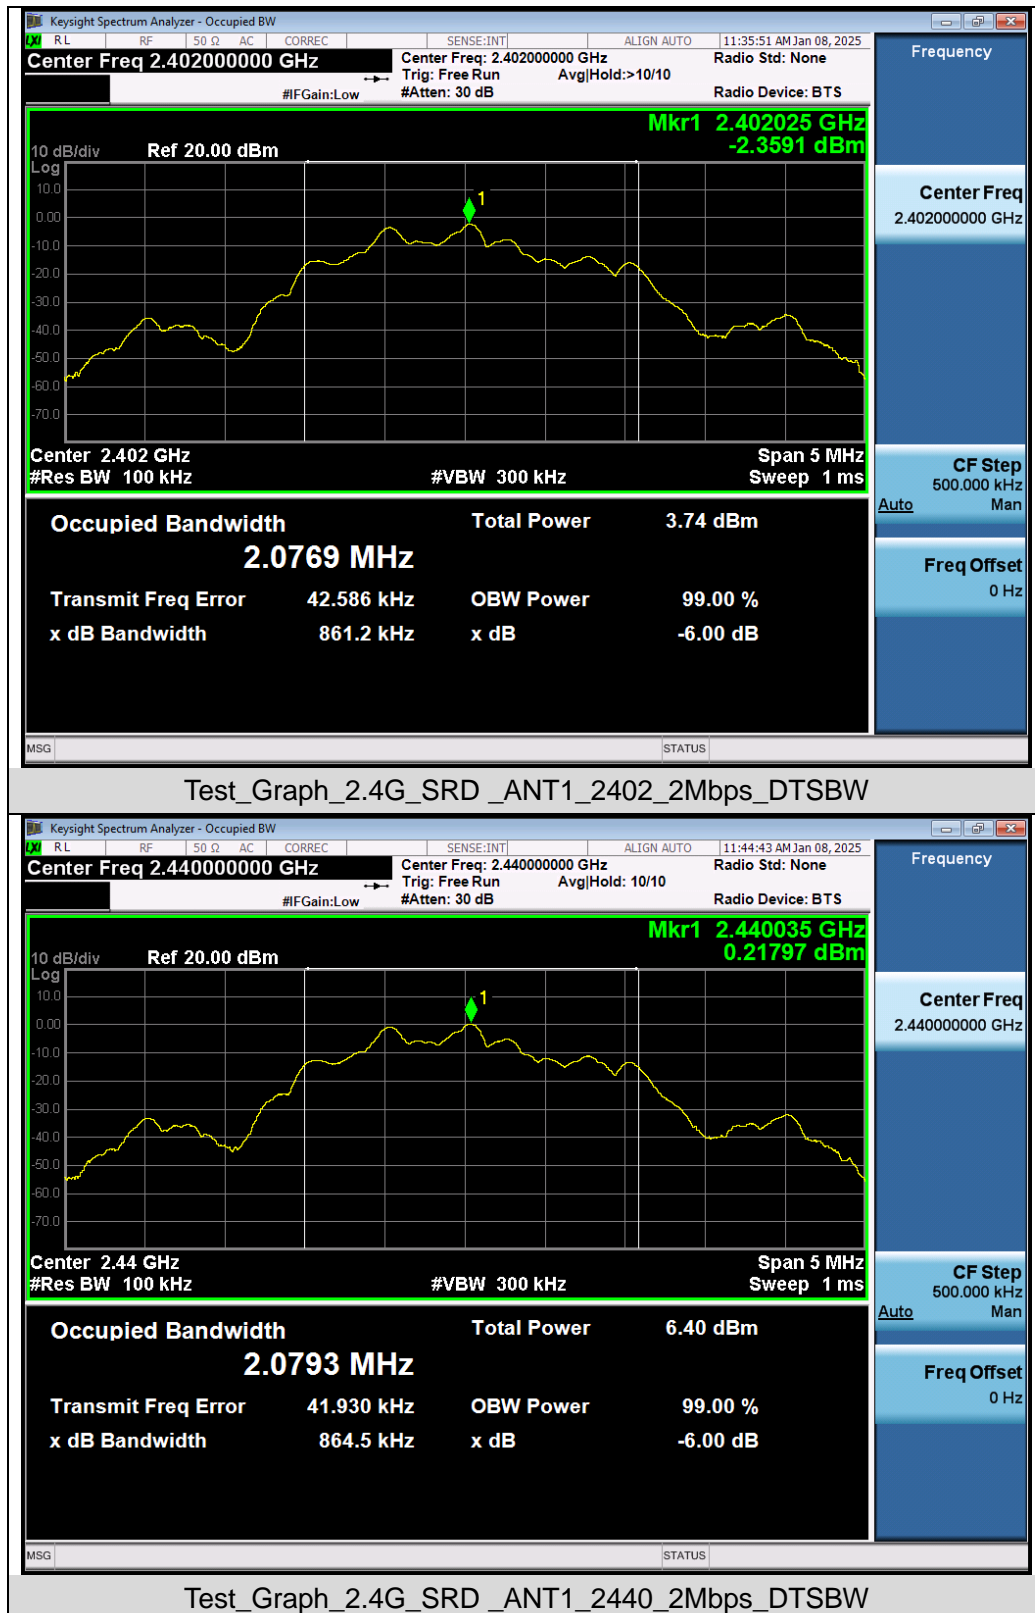 Keysight Spectrum Analyzer - Occupied BW
LXI RL RF 50 Ω AC CORREC SENSE:INT ALIGN AUTO 11:35:51 AM Jan 08, 2025
Center Freq 2.402000000 GHz
Center Freq: 2.402000000 GHz
Radio Std: None
Trig: Free Run Avg|Hold:>10/10
#IFGain:Low
#Atten: 30 dB
Radio Device: BTS
Frequency
Mkr1 2.402025 GHz
-2.3591 dBm
10 dB/div Ref 20.00 dBm
Log
10.0
0.00
-10.0
-20.0
-30.0
-40.0
-50.0
-60.0
-70.0
1
Center 2.402 GHz
Span 5 MHz
#Res BW 100 kHz
#VBW 300 kHz
Sweep 1 ms
Center Freq
2.402000000 GHz
CF Step
500.000 kHz
Auto Man
Freq Offset
0 Hz
Occupied Bandwidth
Total Power 3.74 dBm
2.0769 MHz
Transmit Freq Error 42.586 kHz OBW Power 99.00 %
x dB Bandwidth 861.2 kHz x dB -6.00 dB
MSG STATUS
Test_Graph_2.4G_SRD _ANT1_2402_2Mbps_DTSBW
Keysight Spectrum Analyzer - Occupied BW
LXI RL RF 50 Ω AC CORREC SENSE:INT ALIGN AUTO 11:44:43 AM Jan 08, 2025
Center Freq 2.440000000 GHz
Center Freq: 2.440000000 GHz
Radio Std: None
Trig: Free Run Avg|Hold: 10/10
#IFGain:Low
#Atten: 30 dB
Radio Device: BTS
Frequency
Mkr1 2.440035 GHz
0.21797 dBm
10 dB/div Ref 20.00 dBm
Log
10.0
0.00
-10.0
-20.0
-30.0
-40.0
-50.0
-60.0
-70.0
1
Center 2.44 GHz
Span 5 MHz
#Res BW 100 kHz
#VBW 300 kHz
Sweep 1 ms
Center Freq
2.440000000 GHz
CF Step
500.000 kHz
Auto Man
Freq Offset
0 Hz
Occupied Bandwidth
Total Power 6.40 dBm
2.0793 MHz
Transmit Freq Error 41.930 kHz OBW Power 99.00 %
x dB Bandwidth 864.5 kHz x dB -6.00 dB
MSG STATUS
Test_Graph_2.4G_SRD _ANT1_2440_2Mbps_DTSBW